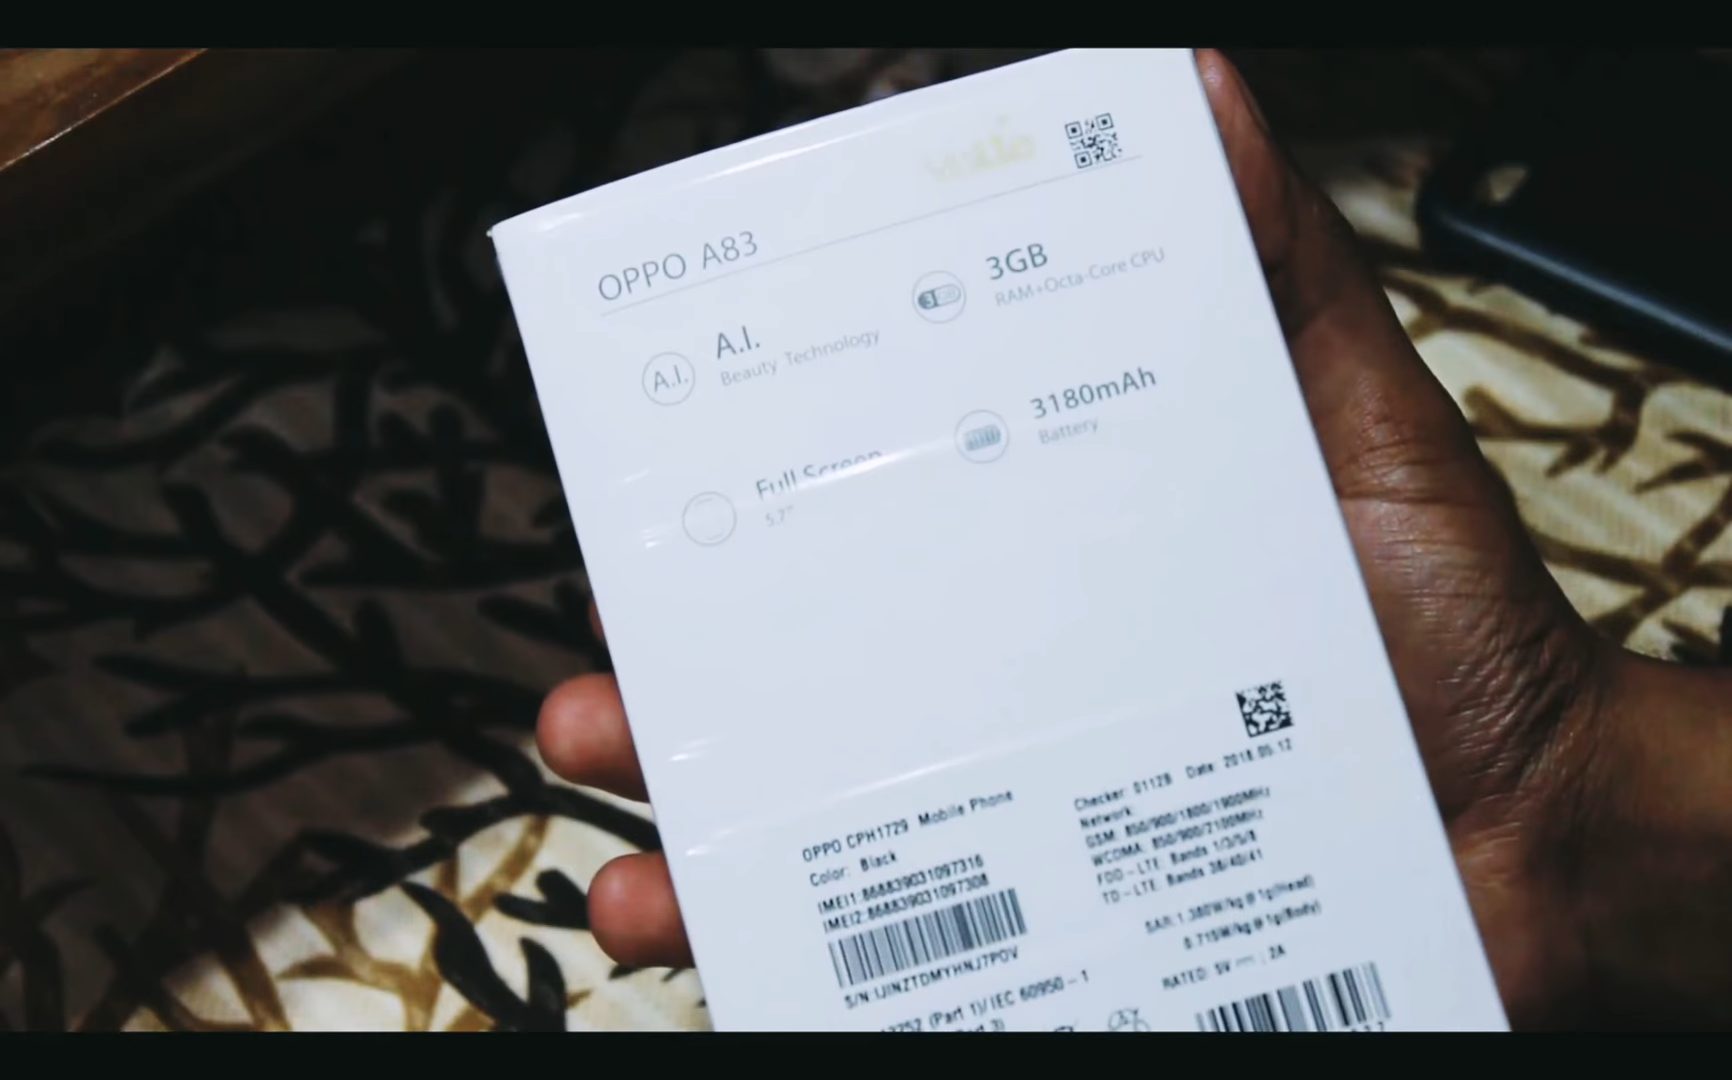 OPPO A83
A.I.
A.I.
Beauty Technology
3GB
RAM+Octa-Core CPU
Full Screen
5.7"
3180mAh
Battery
OPPO CPH1729 Mobile Phone
Color: Black
IMEI1:868839031097316
IMEI2:868839031097308
S/N:IJINZTDMYHNJ7POV
(Part 1)/ IEC 60950-1
Checker: 01128 Date: 2018.05.12
Network:
GSM: 850/900/1800/1900MHz
WCDMA: 850/900/2100MHz
FDD-LTE: Bands 1/3/5/8
TD-LTE: Bands 38/40/41
SAR:1.380W/kg@1g(Head)
0.715W/kg@1g(Body)
RATED: 5V ⎓ 2A